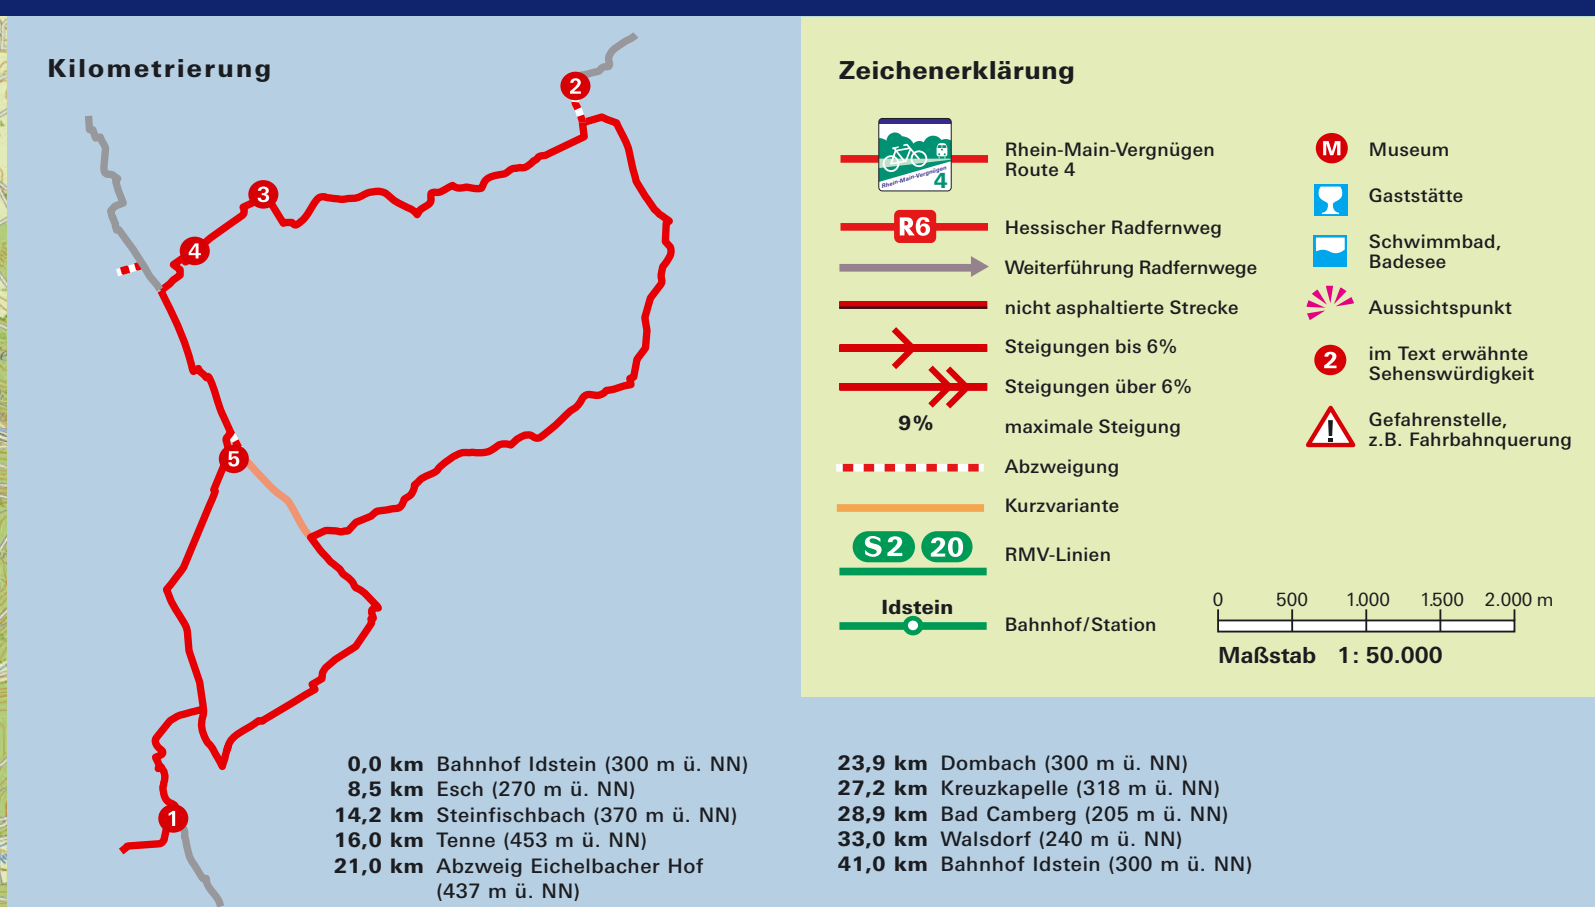 Kilometrierung
2
3
4
5
1
0,0 km Bahnhof Idstein (300 m ü. NN)
8,5 km Esch (270 m ü. NN)
14,2 km Steinfischbach (370 m ü. NN)
16,0 km Tenne (453 m ü. NN)
21,0 km Abzweig Eichelbacher Hof
(437 m ü. NN)
23,9 km Dombach (300 m ü. NN)
27,2 km Kreuzkapelle (318 m ü. NN)
28,9 km Bad Camberg (205 m ü. NN)
33,0 km Walsdorf (240 m ü. NN)
41,0 km Bahnhof Idstein (300 m ü. NN)
Zeichenerklärung
Rhein-Main-Vergnügen
4
Rhein-Main-Vergnügen
Route 4
R6 Hessischer Radfernweg
Weiterführung Radfernwege
nicht asphaltierte Strecke
Steigungen bis 6%
Steigungen über 6%
9% maximale Steigung
Abzweigung
Kurzvariante
S2 20 RMV-Linien
Idstein
Bahnhof/Station
M Museum
Gaststätte
Schwimmbad,
Badesee
Aussichtspunkt
2 im Text erwähnte
Sehenswürdigkeit
! Gefahrenstelle,
z.B. Fahrbahnquerung
0 500 1.000 1.500 2.000 m
Maßstab 1: 50.000